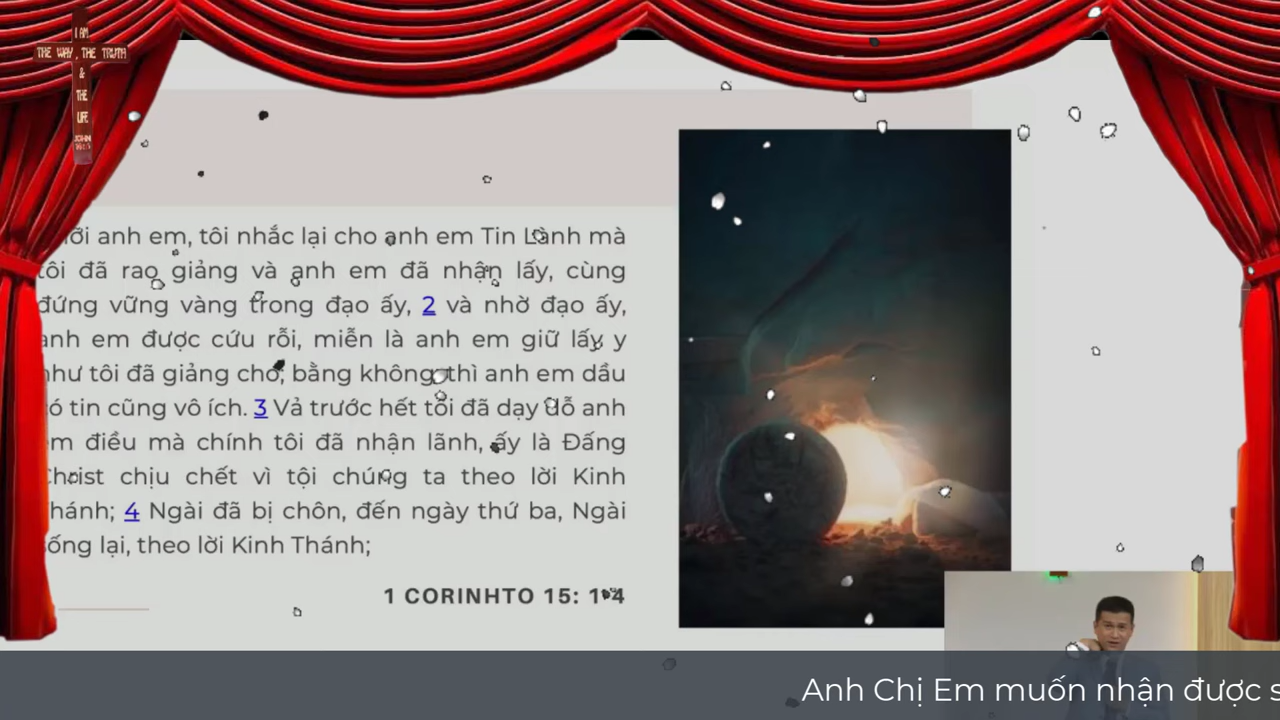 I AM
THE WAY, THE TRUTH
&
THE
LIFE
JOHN
anh em, tôi nhắc lại cho anh em Tin Lành mà
tôi đã rao giảng và anh em đã nhận lấy, cùng
đứng vững vàng trong đạo ấy, 2 và nhờ đạo ấy,
anh em được cứu rỗi, miễn là anh em giữ lấy y
như tôi đã giảng cho, bằng không thì anh em dầu
có tin cũng vô ích. 3 Vả trước hết tôi đã dạy dỗ anh
em điều mà chính tôi đã nhận lãnh, ấy là Đấng
Christ chịu chết vì tội chúng ta theo lời Kinh
Thánh; 4 Ngài đã bị chôn, đến ngày thứ ba, Ngài
sống lại, theo lời Kinh Thánh;
1 CORINHTO 15: 1-4
Anh Chị Em muốn nhận được